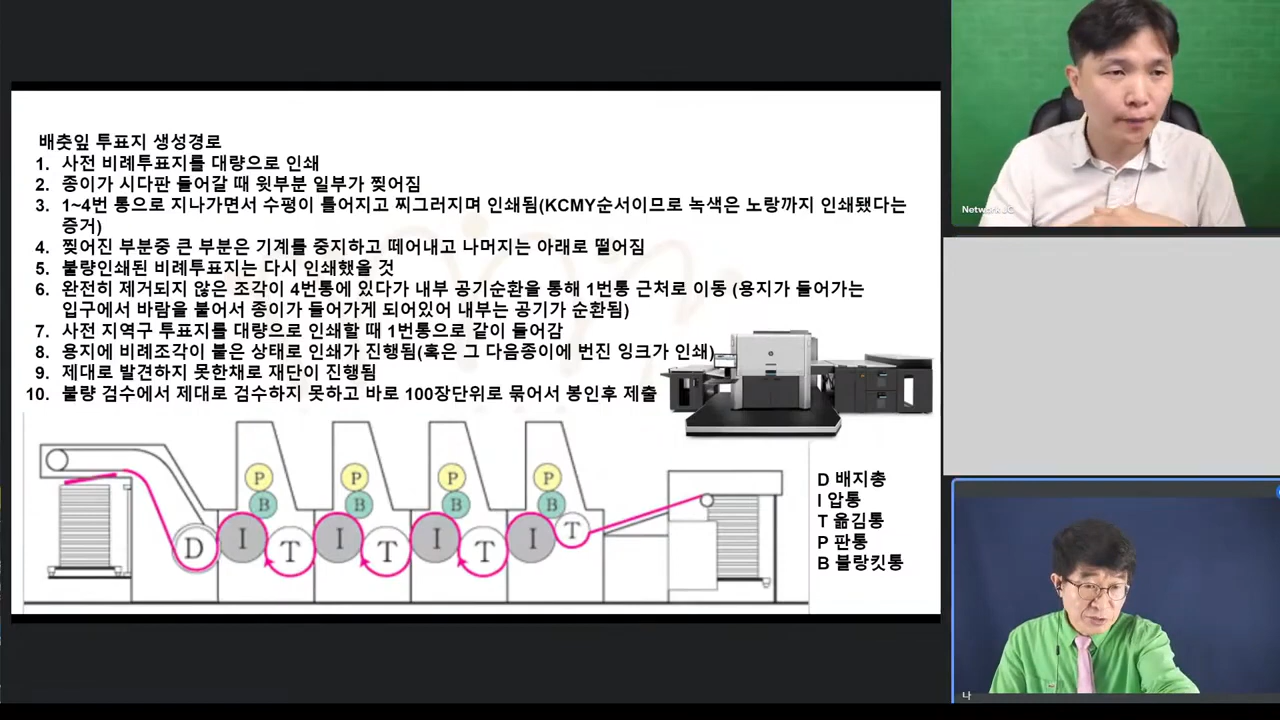 배춧잎 투표지 생성경로
1. 사전 비례투표지를 대량으로 인쇄
2. 종이가 시다판 들어갈 때 윗부분 일부가 찢어짐
3. 1~4번 통으로 지나가면서 수평이 틀어지고 찌그러지며 인쇄됨(KCMY순서이므로 녹색은 노랑까지 인쇄됐다는
증거)
4. 찢어진 부분중 큰 부분은 기계를 중지하고 떼어내고 나머지는 아래로 떨어짐
5. 불량인쇄된 비례투표지는 다시 인쇄했을 것
6. 완전히 제거되지 않은 조각이 4번통에 있다가 내부 공기순환을 통해 1번통 근처로 이동 (용지가 들어가는
입구에서 바람을 불어서 종이가 들어가게 되어있어 내부는 공기가 순환됨)
7. 사전 지역구 투표지를 대량으로 인쇄할 때 1번통으로 같이 들어감
8. 용지에 비례조각이 붙은 상태로 인쇄가 진행됨(혹은 그 다음종이에 번진 잉크가 인쇄)
9. 제대로 발견하지 못한채로 재단이 진행됨
10. 불량 검수에서 제대로 검수하지 못하고 바로 100장단위로 묶어서 봉인후 제출
P P P P
B B B B
D I T I T I T I T
D 배지총
I 압통
T 옮김통
P 판통
B 블랑킷통
Network JG
나